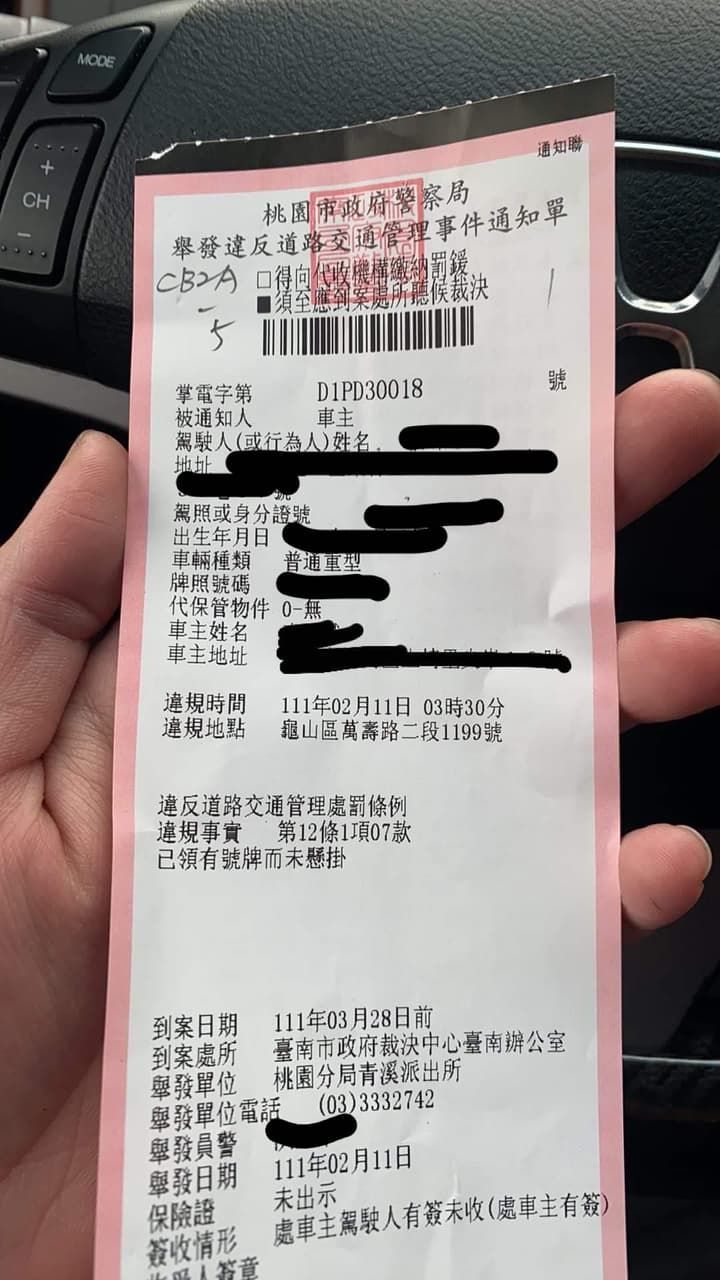 MODE
+
CH
−
通知聯
桃園市政府警察局
舉發違反道路交通管理事件通知單
CB2A
-
5
□得向代收機構繳納罰鍰
■須至應到案處所聽候裁決
掌電字第 D1PD30018 號
被通知人 車主
駕駛人(或行為人)姓名
地址
號
駕照或身分證號
出生年月日
車輛種類 普通重型
牌照號碼
代保管物件 0-無
車主姓名
車主地址
違規時間 111年02月11日 03時30分
違規地點 龜山區萬壽路二段1199號
違反道路交通管理處罰條例
違規事實 第12條1項07款
已領有號牌而未懸掛
到案日期 111年03月28日前
到案處所 臺南市政府裁決中心臺南辦公室
舉發單位 桃園分局青溪派出所
舉發單位電話 (03)3332742
舉發員警
舉發日期 111年02月11日
保險證 未出示
簽收情形 處車主駕駛人有簽未收(處車主有簽)
收受人簽章